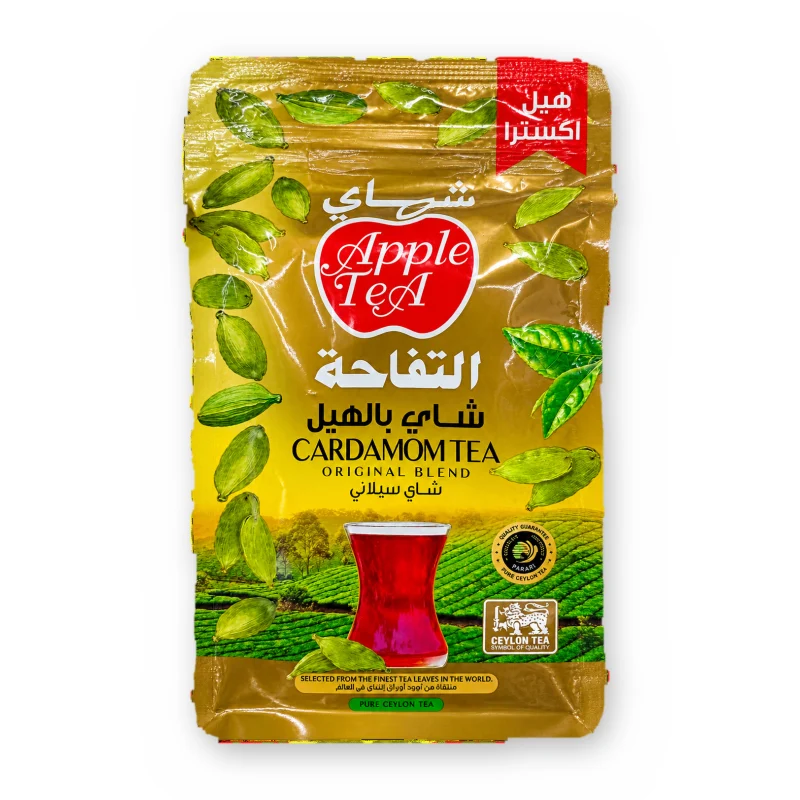 هيل
اكسترا
شاي
Apple
TeA
التفاحة
شاي بالهيل
CARDAMOM TEA
ORIGINAL BLEND
شاي سيلاني
QUALITY GUARANTEE
PARARI
PURE CEYLON TEA
CEYLON TEA
SYMBOL OF QUALITY
SELECTED FROM THE FINEST TEA LEAVES IN THE WORLD.
منتقاة من أجود أوراق الشاي في العالم
PURE CEYLON TEA